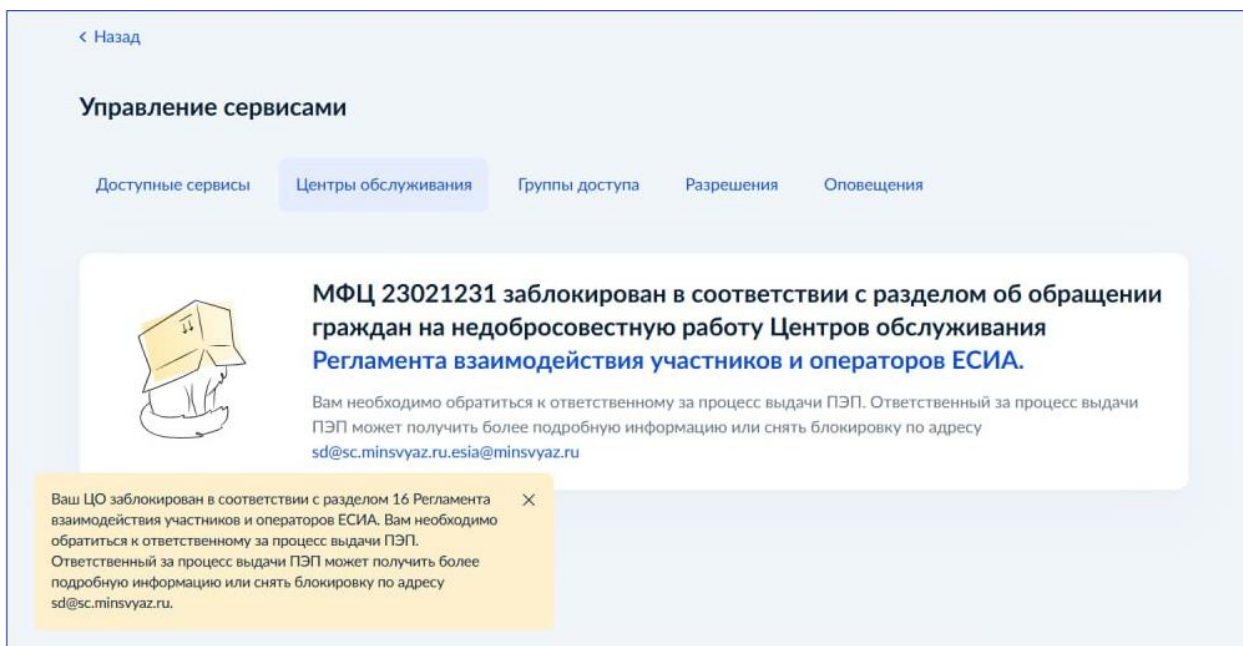 Назад
Управление сервисами
Доступные сервисы Центры обслуживания Группы доступа Разрешения Оповещения
МФЦ 23021231 заблокирован в соответствии с разделом об обращении
граждан на недобросовестную работу Центров обслуживания
Регламента взаимодействия участников и операторов ЕСИА.
Вам необходимо обратиться к ответственному за процесс выдачи ПЭП. Ответственный за процесс выдачи
ПЭП может получить более подробную информацию или снять блокировку по адресу
sd@sc.minsvyaz.ru.esia@minsvyaz.ru
Ваш ЦО заблокирован в соответствии с разделом 16 Регламента
взаимодействия участников и операторов ЕСИА. Вам необходимо
обратиться к ответственному за процесс выдачи ПЭП.
Ответственный за процесс выдачи ПЭП может получить более
подробную информацию или снять блокировку по адресу
sd@sc.minsvyaz.ru.